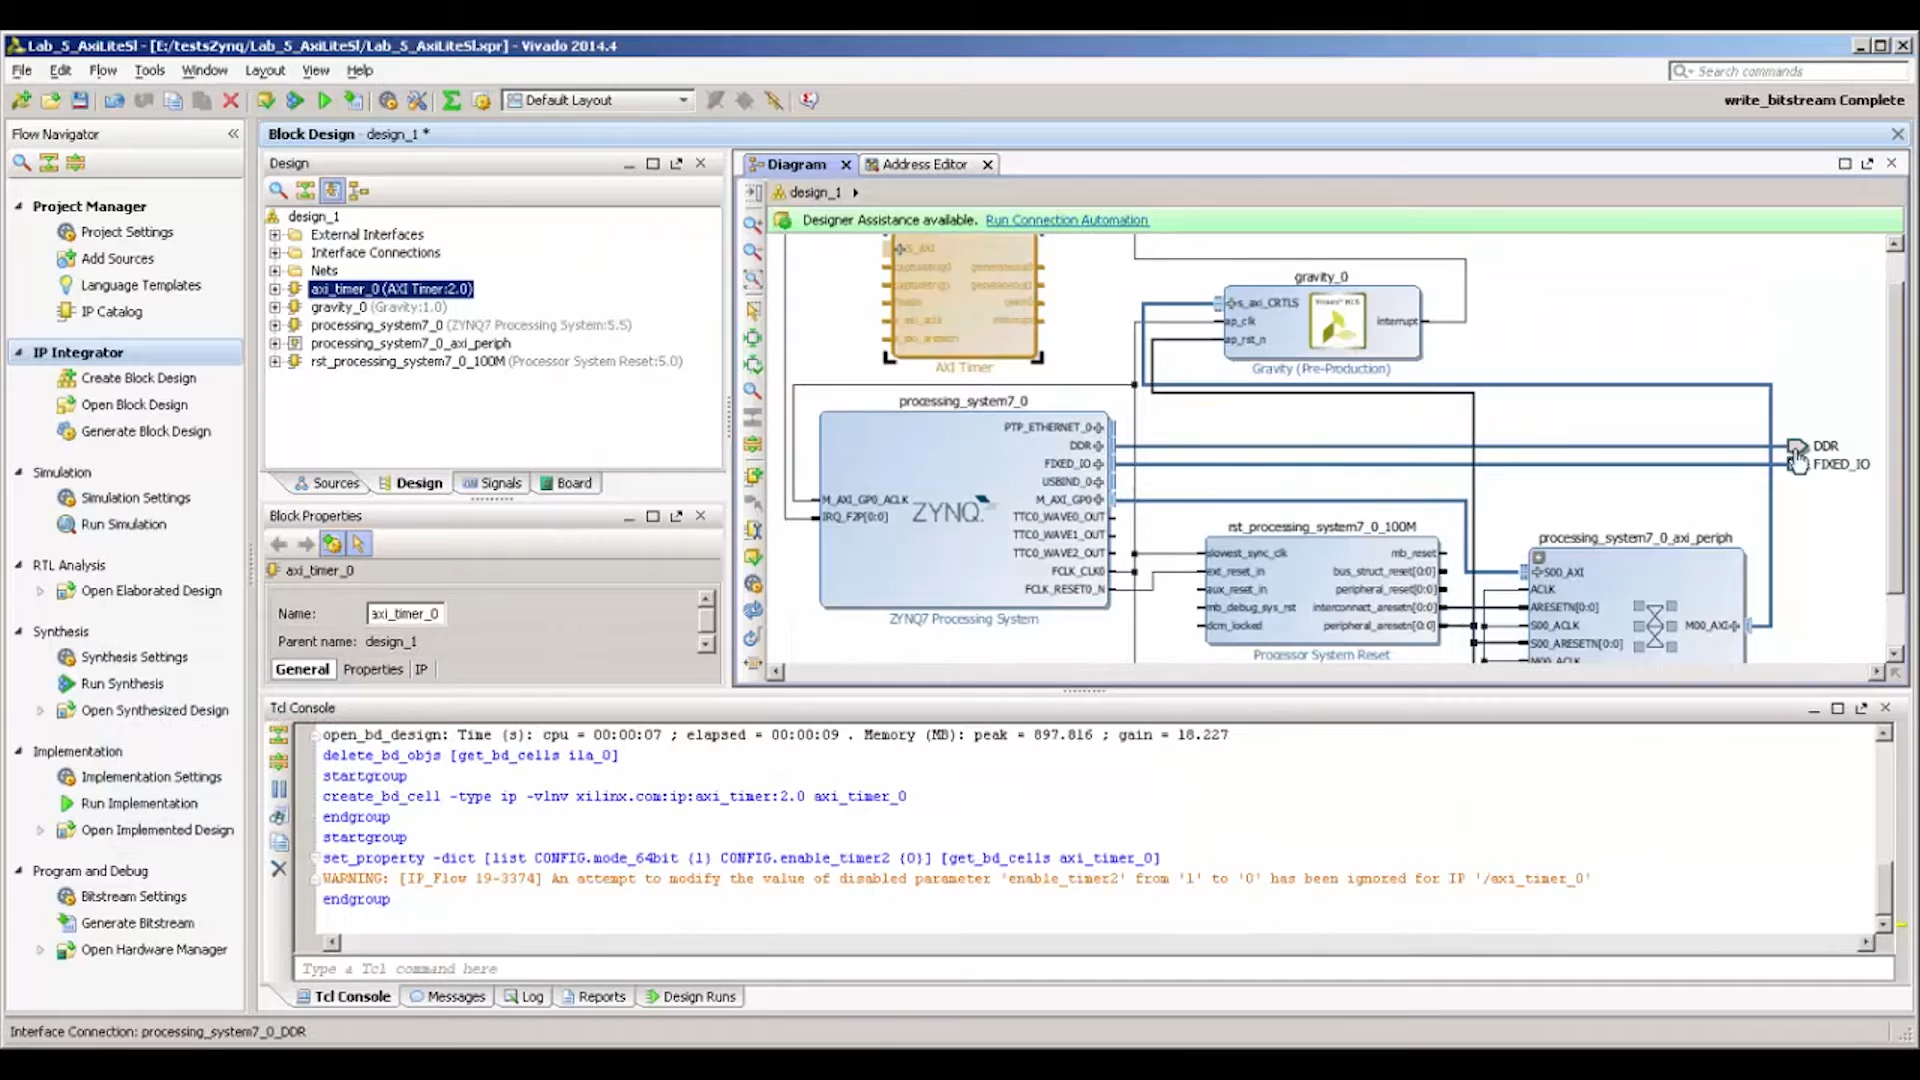 Lab_5_AxiLiteSl - [E:/testsZynq/Lab_5_AxiLiteSl/Lab_5_AxiLiteSl.xpr] - Vivado 2014.4
File Edit Flow Tools Window Layout View Help
Search commands
Default Layout
write_bitstream Complete
Flow Navigator
Project Manager
Project Settings
Add Sources
Language Templates
IP Catalog
IP Integrator
Create Block Design
Open Block Design
Generate Block Design
Simulation
Simulation Settings
Run Simulation
RTL Analysis
Open Elaborated Design
Synthesis
Synthesis Settings
Run Synthesis
Open Synthesized Design
Implementation
Implementation Settings
Run Implementation
Open Implemented Design
Program and Debug
Bitstream Settings
Generate Bitstream
Open Hardware Manager
Block Design - design_1 *
Design
design_1
External Interfaces
Interface Connections
Nets
axi_timer_0 (AXI Timer:2.0)
gravity_0 (Gravity:1.0)
processing_system7_0 (ZYNQ7 Processing System:5.5)
processing_system7_0_axi_periph
rst_processing_system7_0_100M (Processor System Reset:5.0)
Sources Design Signals Board
Block Properties
axi_timer_0
Name: axi_timer_0
Parent name: design_1
General Properties IP
Diagram Address Editor
design_1
Designer Assistance available. Run Connection Automation
S_AXI
AXI Timer
gravity_0
s_axi_CRTLS
ap_clk
ap_rst_n
Vivado HLS
interrupt
Gravity (Pre-Production)
processing_system7_0
PTP_ETHERNET_0
DDR
FIXED_IO
USBIND_0
M_AXI_GP0
TTC0_WAVE0_OUT
TTC0_WAVE1_OUT
TTC0_WAVE2_OUT
FCLK_CLK0
FCLK_RESET0_N
M_AXI_GP0_ACLK
IRQ_F2P[0:0]
ZYNQ
ZYNQ7 Processing System
DDR
FIXED_IO
rst_processing_system7_0_100M
slowest_sync_clk
ext_reset_in
aux_reset_in
mb_debug_sys_rst
dcm_locked
mb_reset
bus_struct_reset[0:0]
peripheral_reset[0:0]
interconnect_aresetn[0:0]
peripheral_aresetn[0:0]
Processor System Reset
processing_system7_0_axi_periph
S00_AXI
ACLK
ARESETN[0:0]
S00_ACLK
S00_ARESETN[0:0]
M00_ACLK
M00_AXI
Tcl Console
open_bd_design: Time (s): cpu = 00:00:07 ; elapsed = 00:00:09 . Memory (MB): peak = 897.816 ; gain = 18.227
delete_bd_objs [get_bd_cells ila_0]
startgroup
create_bd_cell -type ip -vlnv xilinx.com:ip:axi_timer:2.0 axi_timer_0
endgroup
startgroup
set_property -dict [list CONFIG.mode_64bit {1} CONFIG.enable_timer2 {0}] [get_bd_cells axi_timer_0]
WARNING: [IP_Flow 19-3374] An attempt to modify the value of disabled parameter 'enable_timer2' from '1' to '0' has been ignored for IP '/axi_timer_0'
endgroup
Type a Tcl command here
Tcl Console Messages Log Reports Design Runs
Interface Connection: processing_system7_0_DDR